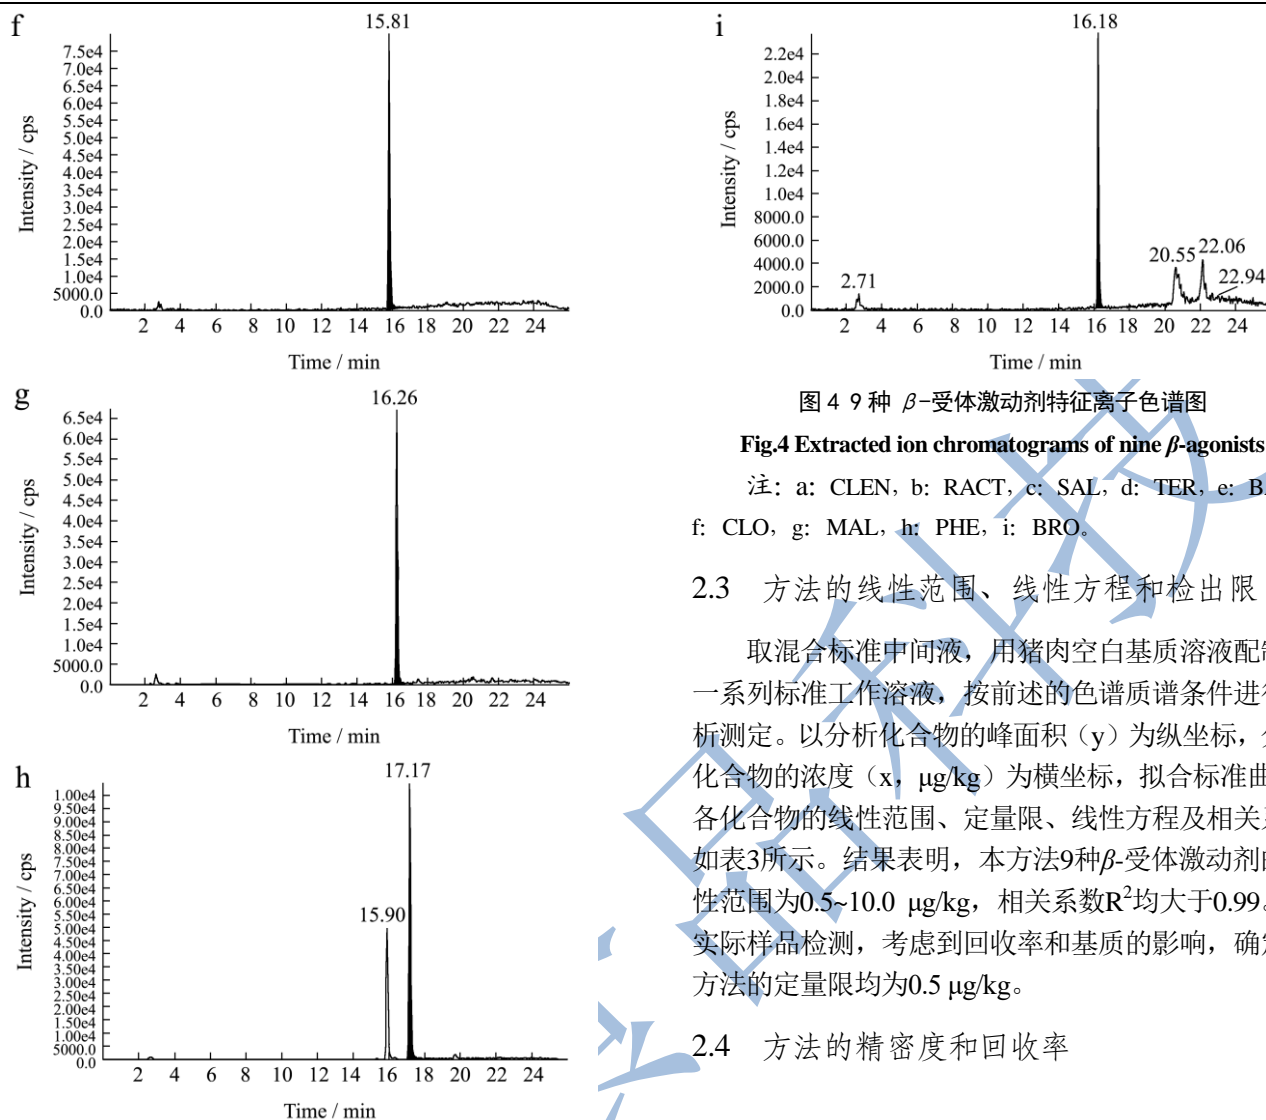 f
15.81
7.5e4
7.0e4
6.5e4
6.0e4
5.5e4
5.0e4
4.5e4
4.0e4
3.5e4
3.0e4
2.5e4
2.0e4
1.5e4
1.0e4
5000.0
0.0
Intensity / cps
2 4 6 8 10 12 14 16 18 20 22 24
Time / min
g
16.26
6.5e4
6.0e4
5.5e4
5.0e4
4.5e4
4.0e4
3.5e4
3.0e4
2.5e4
2.0e4
1.5e4
1.0e4
5000.0
0.0
Intensity / cps
2 4 6 8 10 12 14 16 18 20 22 24
Time / min
h
17.17
15.90
1.00e4
9.50e4
9.00e4
8.50e4
8.00e4
7.50e4
7.00e4
6.50e4
6.00e4
5.50e4
5.00e4
4.50e4
4.00e4
3.50e4
3.00e4
2.50e4
2.00e4
1.50e4
1.00e4
5000.0
0.0
Intensity / cps
2 4 6 8 10 12 14 16 18 20 22 24
Time / min
i
16.18
2.2e4
2.0e4
1.8e4
1.6e4
1.4e4
1.2e4
1.0e4
8000.0
6000.0
4000.0
2000.0
0.0
2.71
20.55
22.06
22.94
Intensity / cps
2 4 6 8 10 12 14 16 18 20 22 24
Time / min
图 4 9 种 β-受体激动剂特征离子色谱图
Fig.4 Extracted ion chromatograms of nine β-agonists
注：a：CLEN，b：RACT，c：SAL，d：TER，e：
f：CLO，g：MAL，h：PHE，i：BRO。
2.3 方法的线性范围、线性方程和检出限
取混合标准中间液，用猪肉空白基质溶液配
一系列标准工作溶液，按前述的色谱质谱条件进
析测定。以分析化合物的峰面积（y）为纵坐标，
化合物的浓度（x，μg/kg）为横坐标，拟合标准曲
各化合物的线性范围、定量限、线性方程及相关
如表3所示。结果表明，本方法9种β-受体激动剂
性范围为0.5~10.0 μg/kg，相关系数R²均大于0.99。
实际样品检测，考虑到回收率和基质的影响，确
方法的定量限均为0.5 μg/kg。
2.4 方法的精密度和回收率
品科技